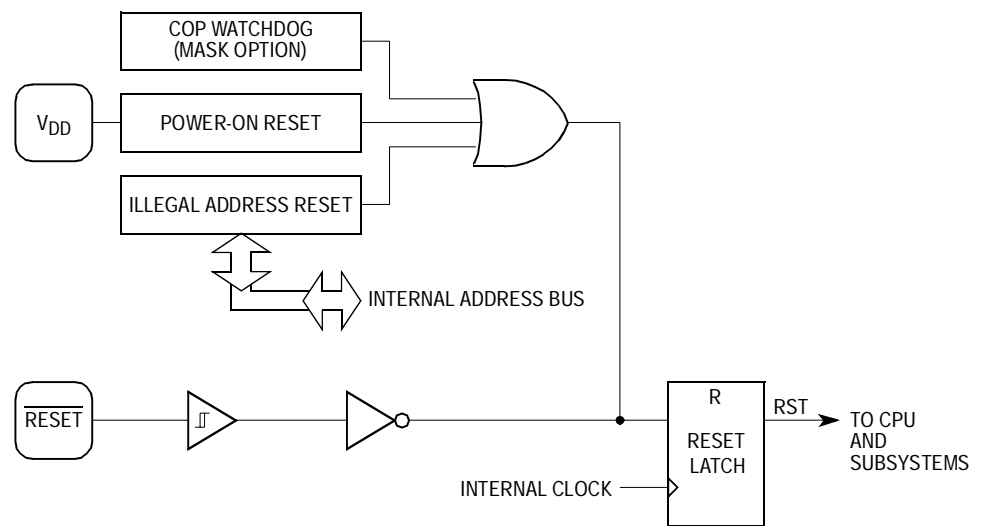 COP WATCHDOG
(MASK OPTION)
VDD
POWER-ON RESET
ILLEGAL ADDRESS RESET
INTERNAL ADDRESS BUS
RESET
R
RESET
LATCH
RST
TO CPU
AND
SUBSYSTEMS
INTERNAL CLOCK